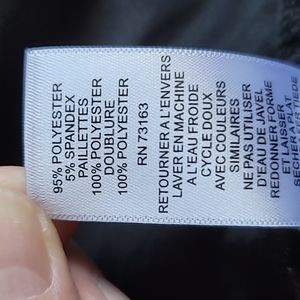 95% POLYESTER
5% SPANDEX
PAILLETTES
100% POLYESTER
DOUBLURE
100% POLYESTER
RN 73163
RETOURNER A L'ENVERS
LAVER EN MACHINE
A L'EAU FROIDE
CYCLE DOUX
AVEC COULEURS
SIMILAIRES
NE PAS UTILISER
D'EAU DE JAVEL
REDONNER FORME
ET LAISSER
SECHER A PLAT